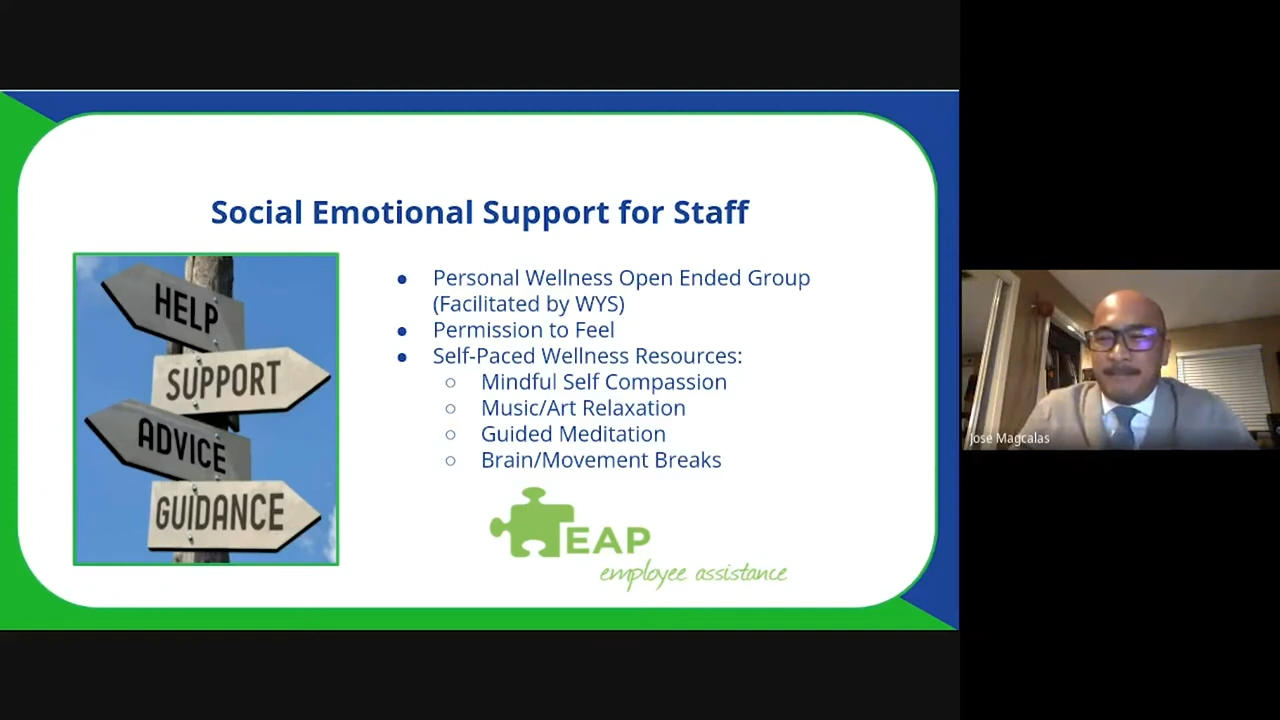 Social Emotional Support for Staff
HELP
SUPPORT
ADVICE
GUIDANCE
● Personal Wellness Open Ended Group
(Facilitated by WYS)
● Permission to Feel
● Self-Paced Wellness Resources:
○ Mindful Self Compassion
○ Music/Art Relaxation
○ Guided Meditation
○ Brain/Movement Breaks
EAP
employee assistance
Jose Magcalas